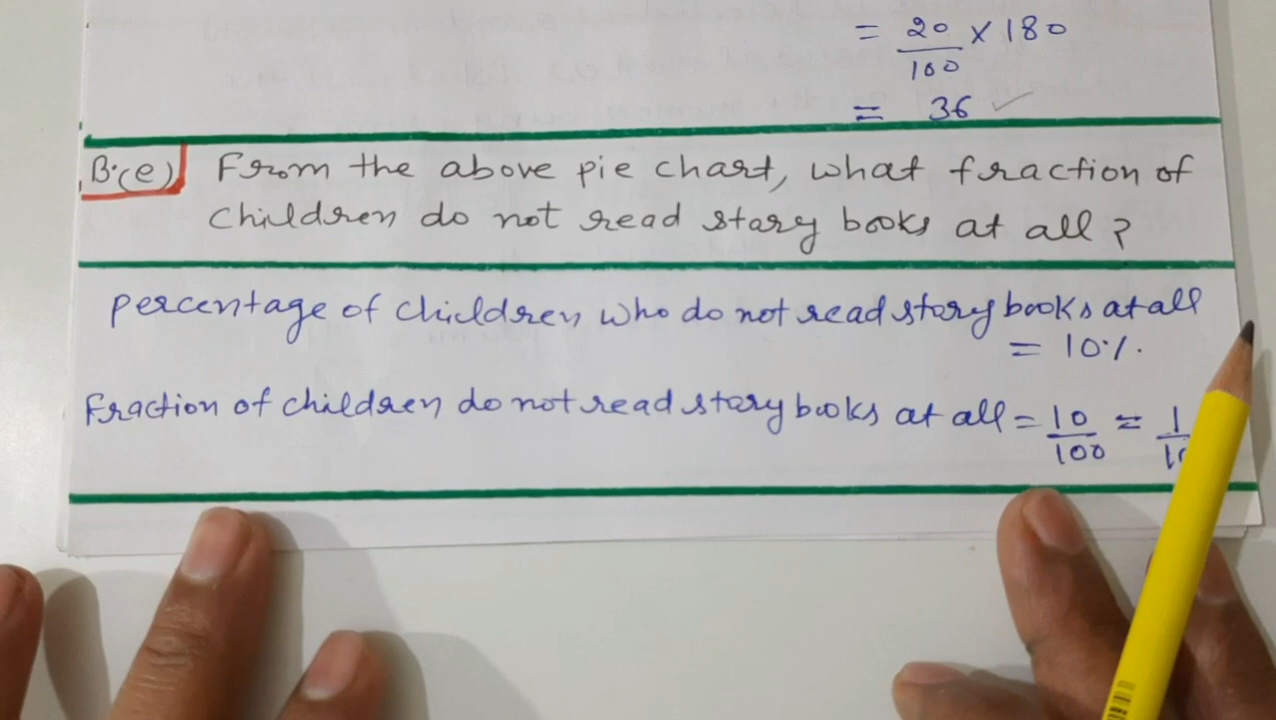 = 20/100 × 180
= 36 ✓
B.(e) From the above pie chart, what fraction of
children do not read story books at all?
Percentage of children who do not read story books at all
= 10%.
Fraction of children do not read story books at all = 10/100 = 1/10